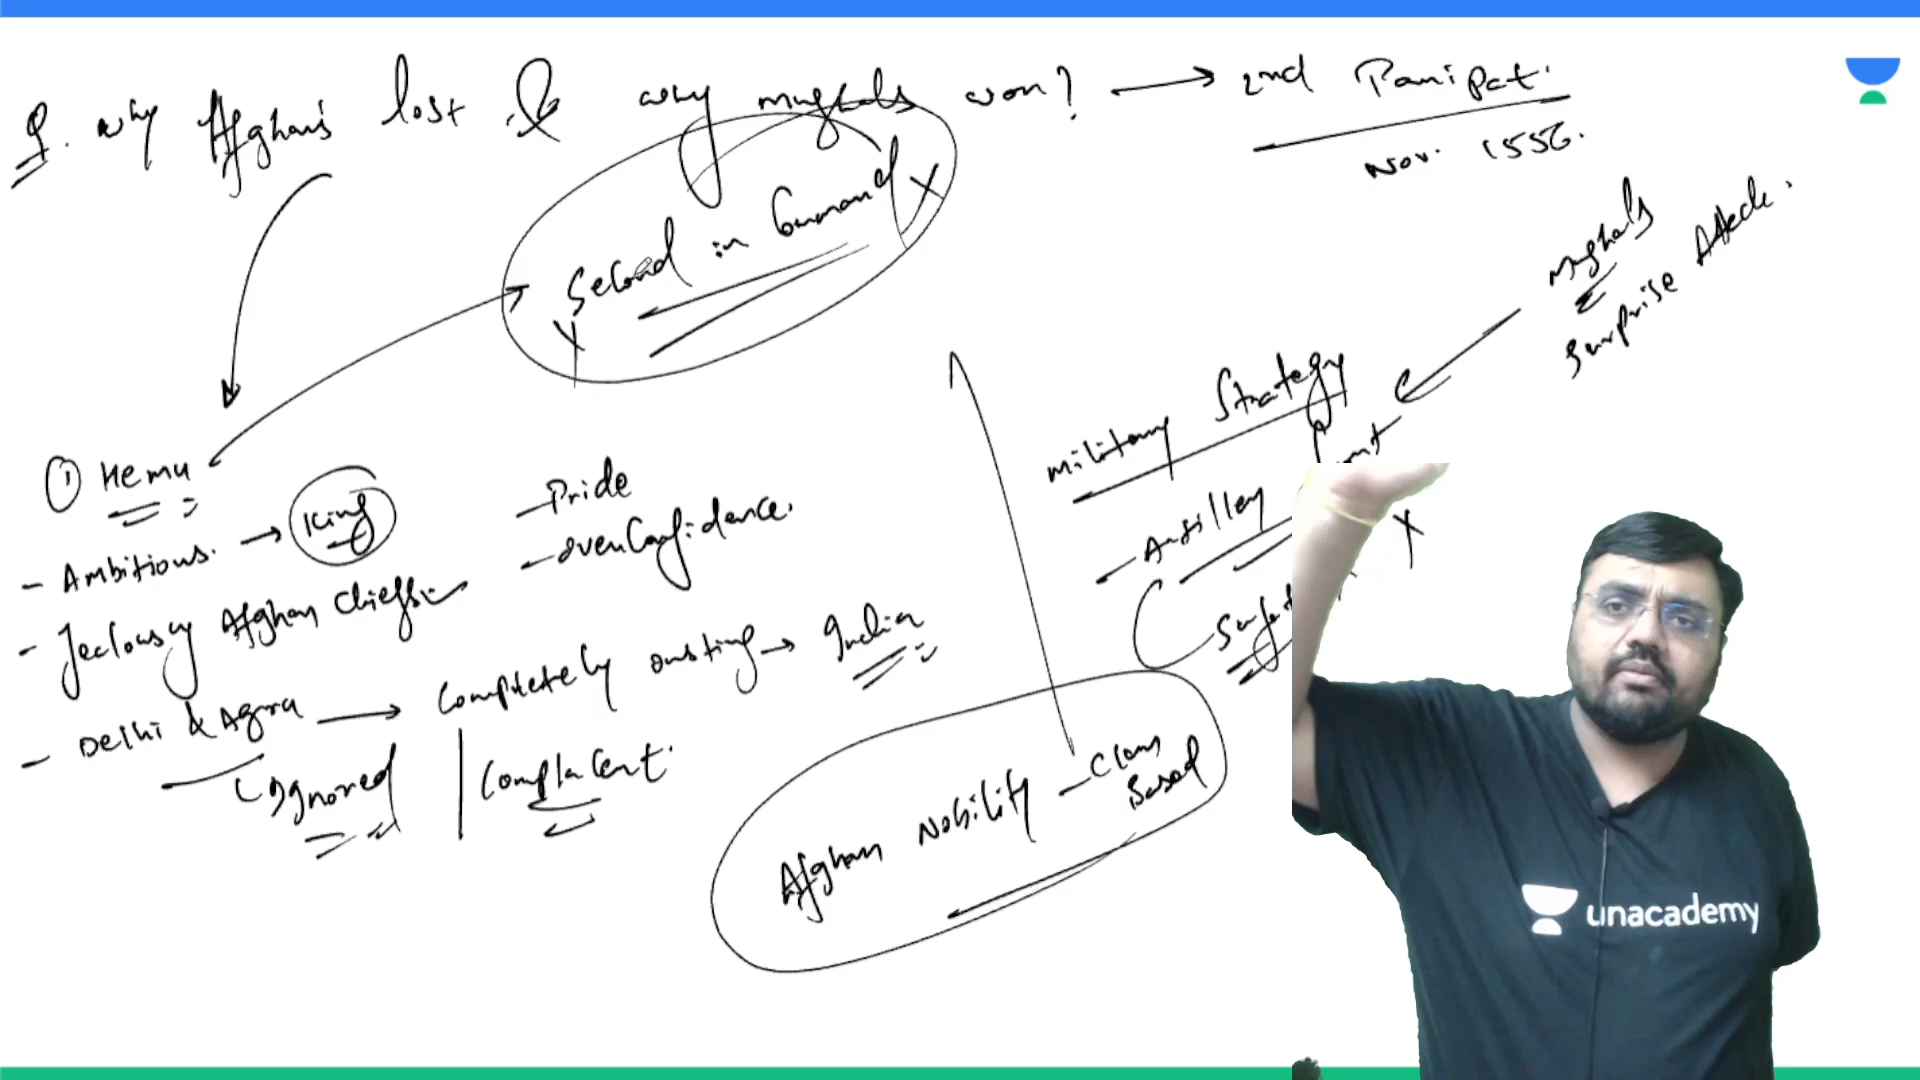 Q. why Afghan's lost & why mughals won? → 2nd Panipat.
Nov. 1556.
Second in Command X
X
Mughals
Surprise Attack.
① Hemu
- Ambitious. → King
- Jealousy Afghan Chiefs
- Delhi & Agra → Completely ousting → India
Ignored | Complacent.
- Pride
- overConfidence.
Military Strategy
- Artillery
X
Afghan Nobility - Clan Based
unacademy